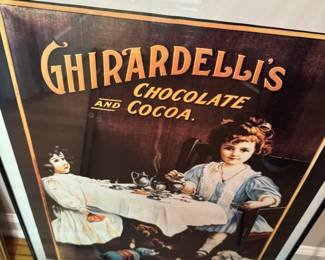 GHIRARDELLI'S
CHOCOLATE
AND COCOA.